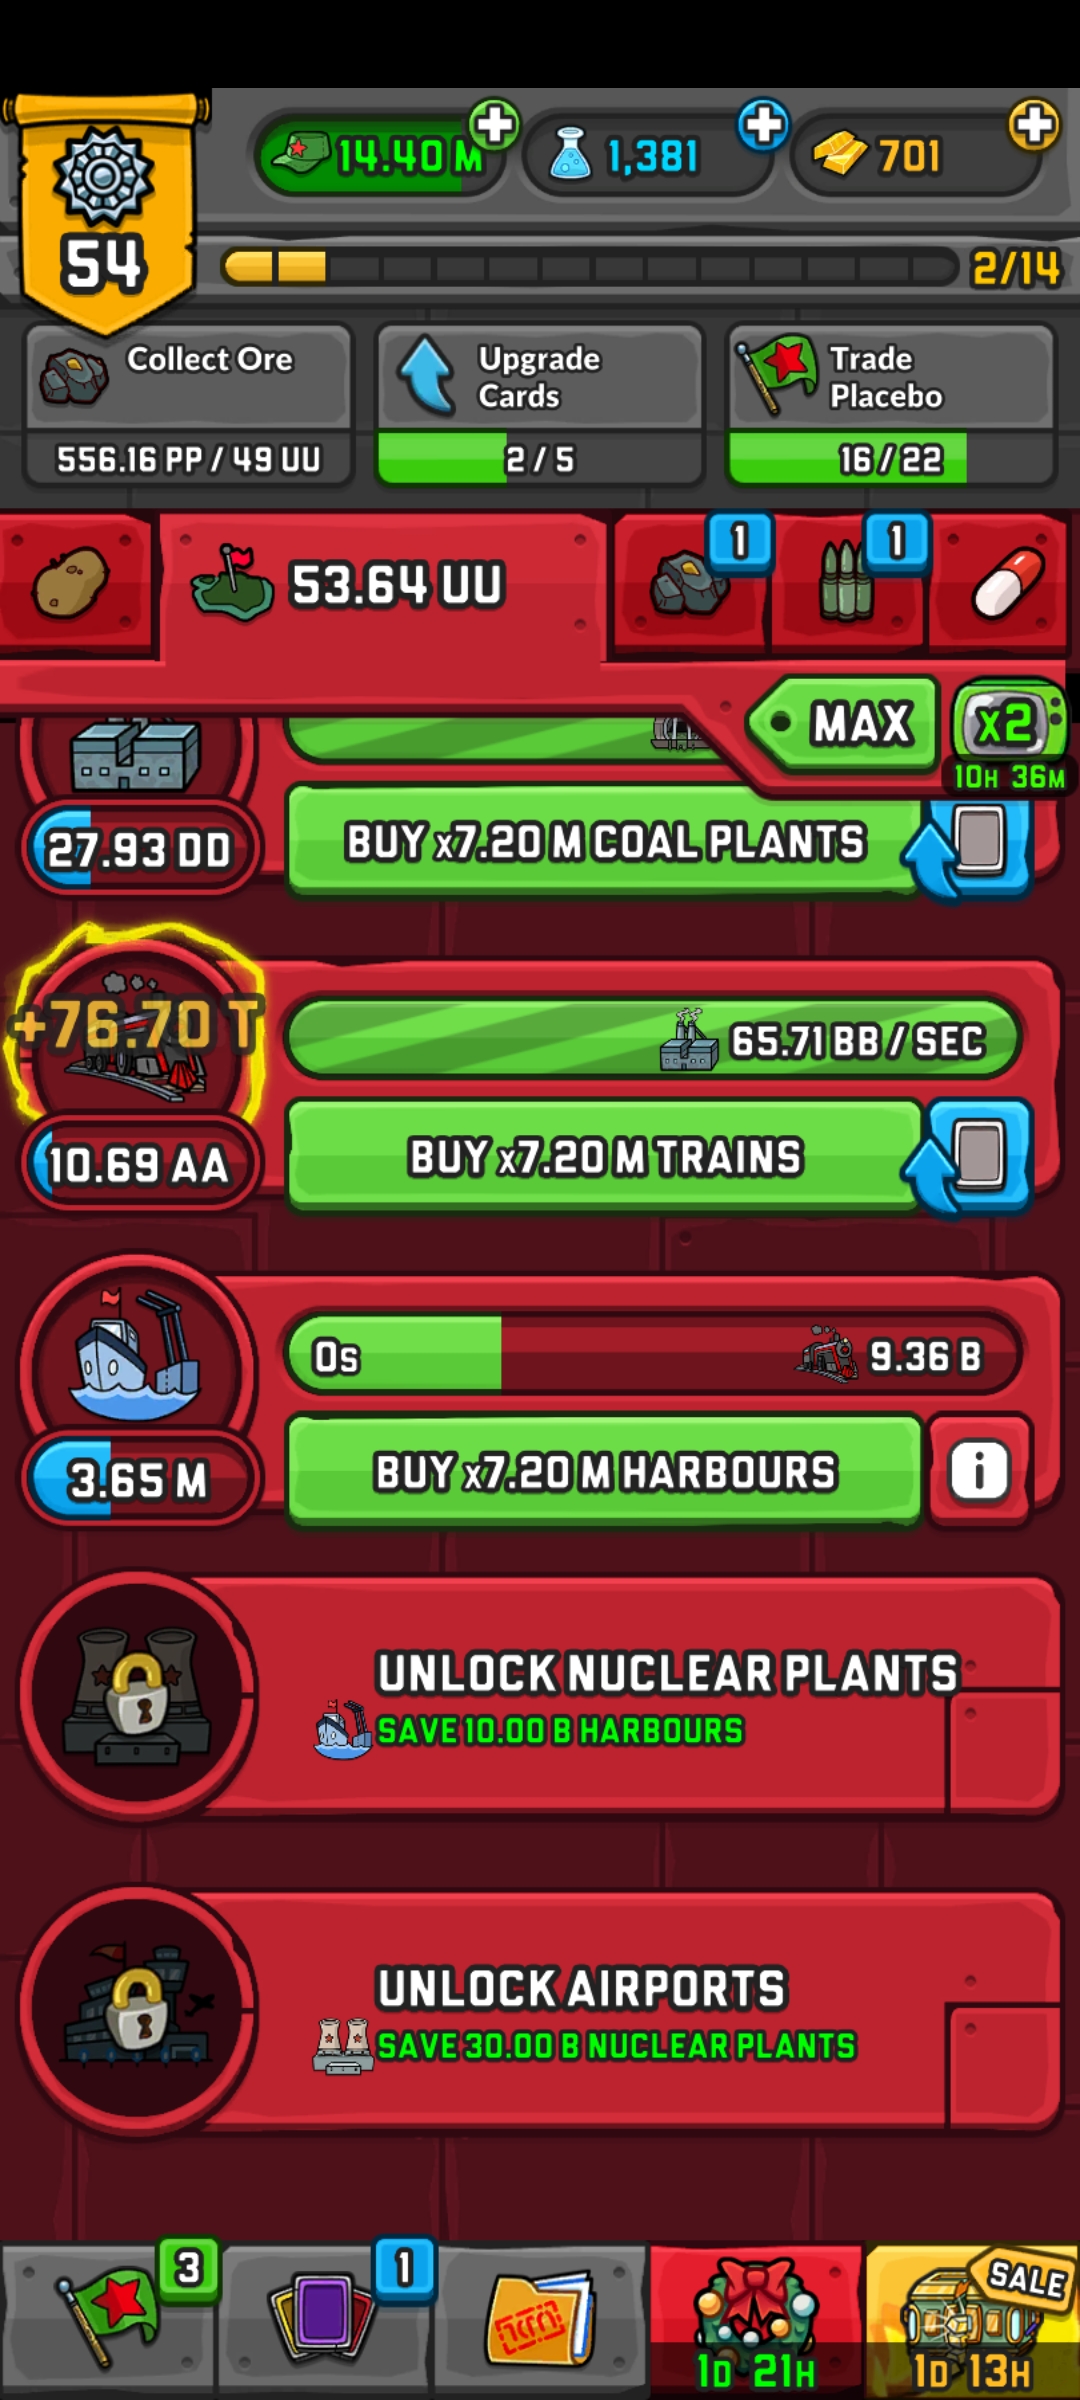 14.40 M
1,381
701
54
2/14
Collect Ore
556.16 PP / 49 UU
Upgrade
Cards
2 / 5
Trade
Placebo
16 / 22
53.64 UU
1
1
MAX
x2
10H 36M
27.93 DD
BUY x7.20 M COAL PLANTS
+76.70 T
65.71 BB / SEC
10.69 AA
BUY x7.20 M TRAINS
0s
9.36 B
3.65 M
BUY x7.20 M HARBOURS
i
UNLOCK NUCLEAR PLANTS
SAVE 10.00 B HARBOURS
UNLOCK AIRPORTS
SAVE 30.00 B NUCLEAR PLANTS
3
1
SALE
1D 21H
1D 13H